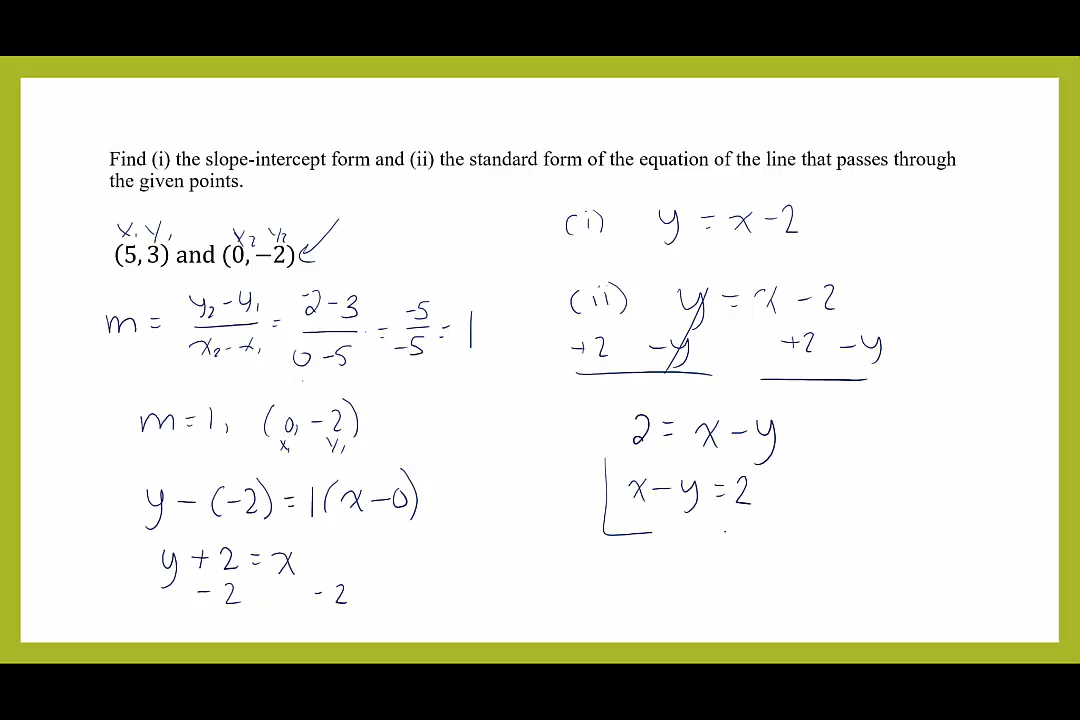 Find (i) the slope-intercept form and (ii) the standard form of the equation of the line that passes through
the given points.
x₁ y₁ x₂ y₂
(5, 3) and (0, −2)
m = y₂ - y₁ / x₂ - x₁ = -2 - 3 / 0 - 5 = -5 / -5 = 1
m = 1, (0, -2)
x₁ y₁
y - (-2) = 1(x - 0)
y + 2 = x
- 2 - 2
(i) y = x - 2
(ii) y = x - 2
+2 -y +2 -y
2 = x - y
x - y = 2